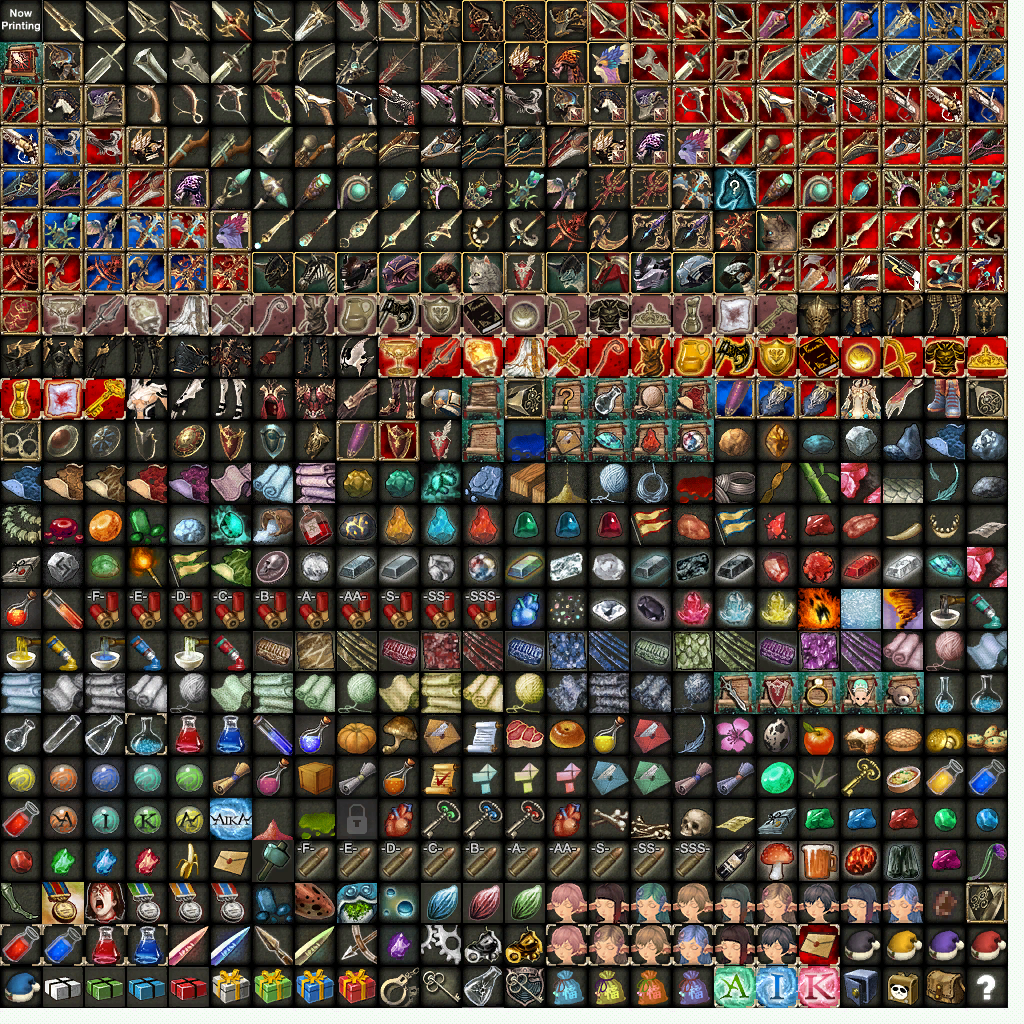 Now
Printing
?
?
-F- -E- -D- -C- -B- -A- -AA- -S- -SS- -SSS-
A I K A AIKA
-F- -E- -D- -C- -B- -A- -AA- -S- -SS- -SSS-
A I K ?